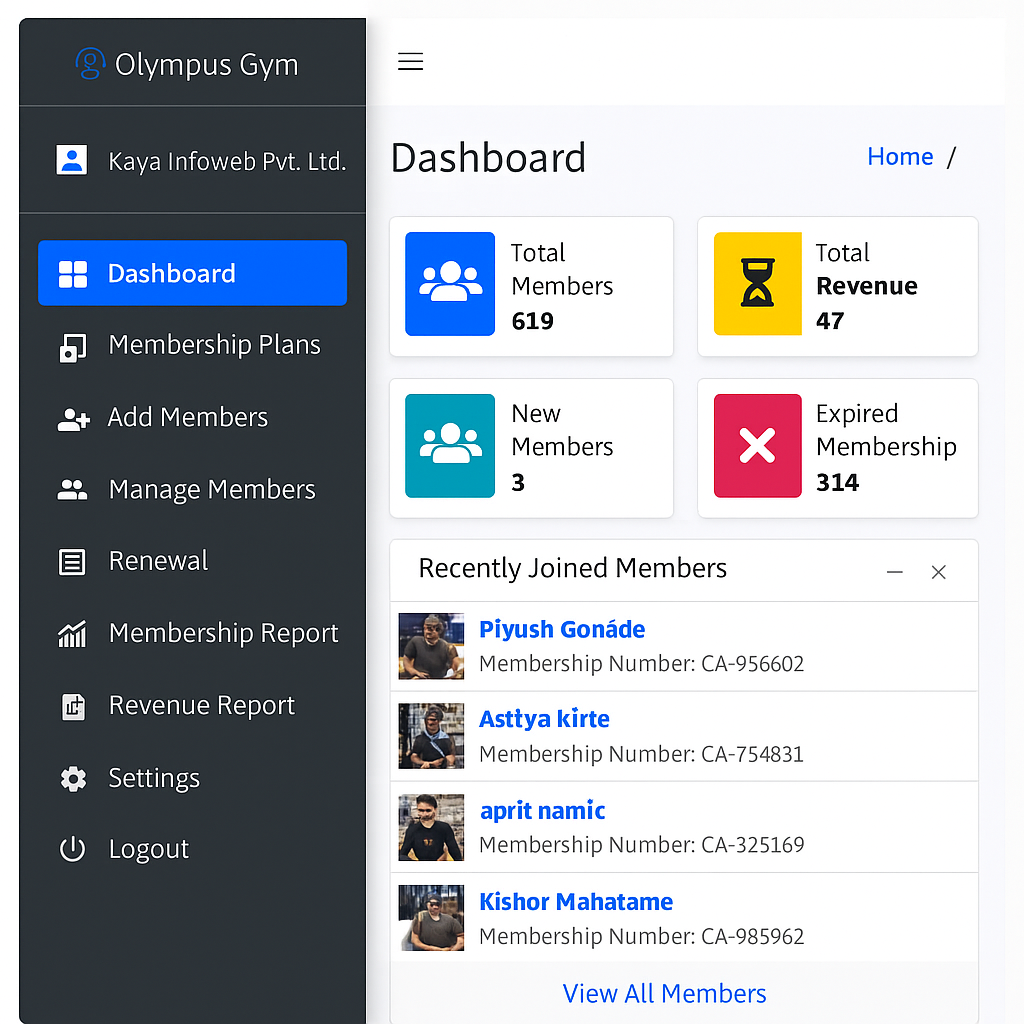 Olympus Gym
Kaya Infoweb Pvt. Ltd.
Dashboard
Membership Plans
Add Members
Manage Members
Renewal
Membership Report
Revenue Report
Settings
Logout
Dashboard
Home /
Total
Members
619
Total
Revenue
47
New
Members
3
Expired
Membership
314
Recently Joined Members
Piyush Gonáde
Membership Number: CA-956602
Asttya kirte
Membership Number: CA-754831
aprit namic
Membership Number: CA-325169
Kishor Mahatame
Membership Number: CA-985962
View All Members